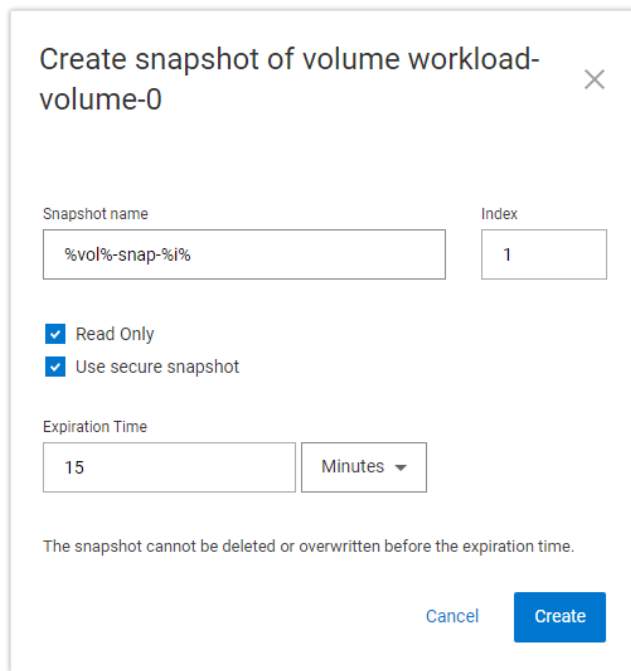 Create snapshot of volume workload-
volume-0
Snapshot name
Index
%vol%-snap-%i%
1
Read Only
Use secure snapshot
Expiration Time
15
Minutes
The snapshot cannot be deleted or overwritten before the expiration time.
Cancel
Create